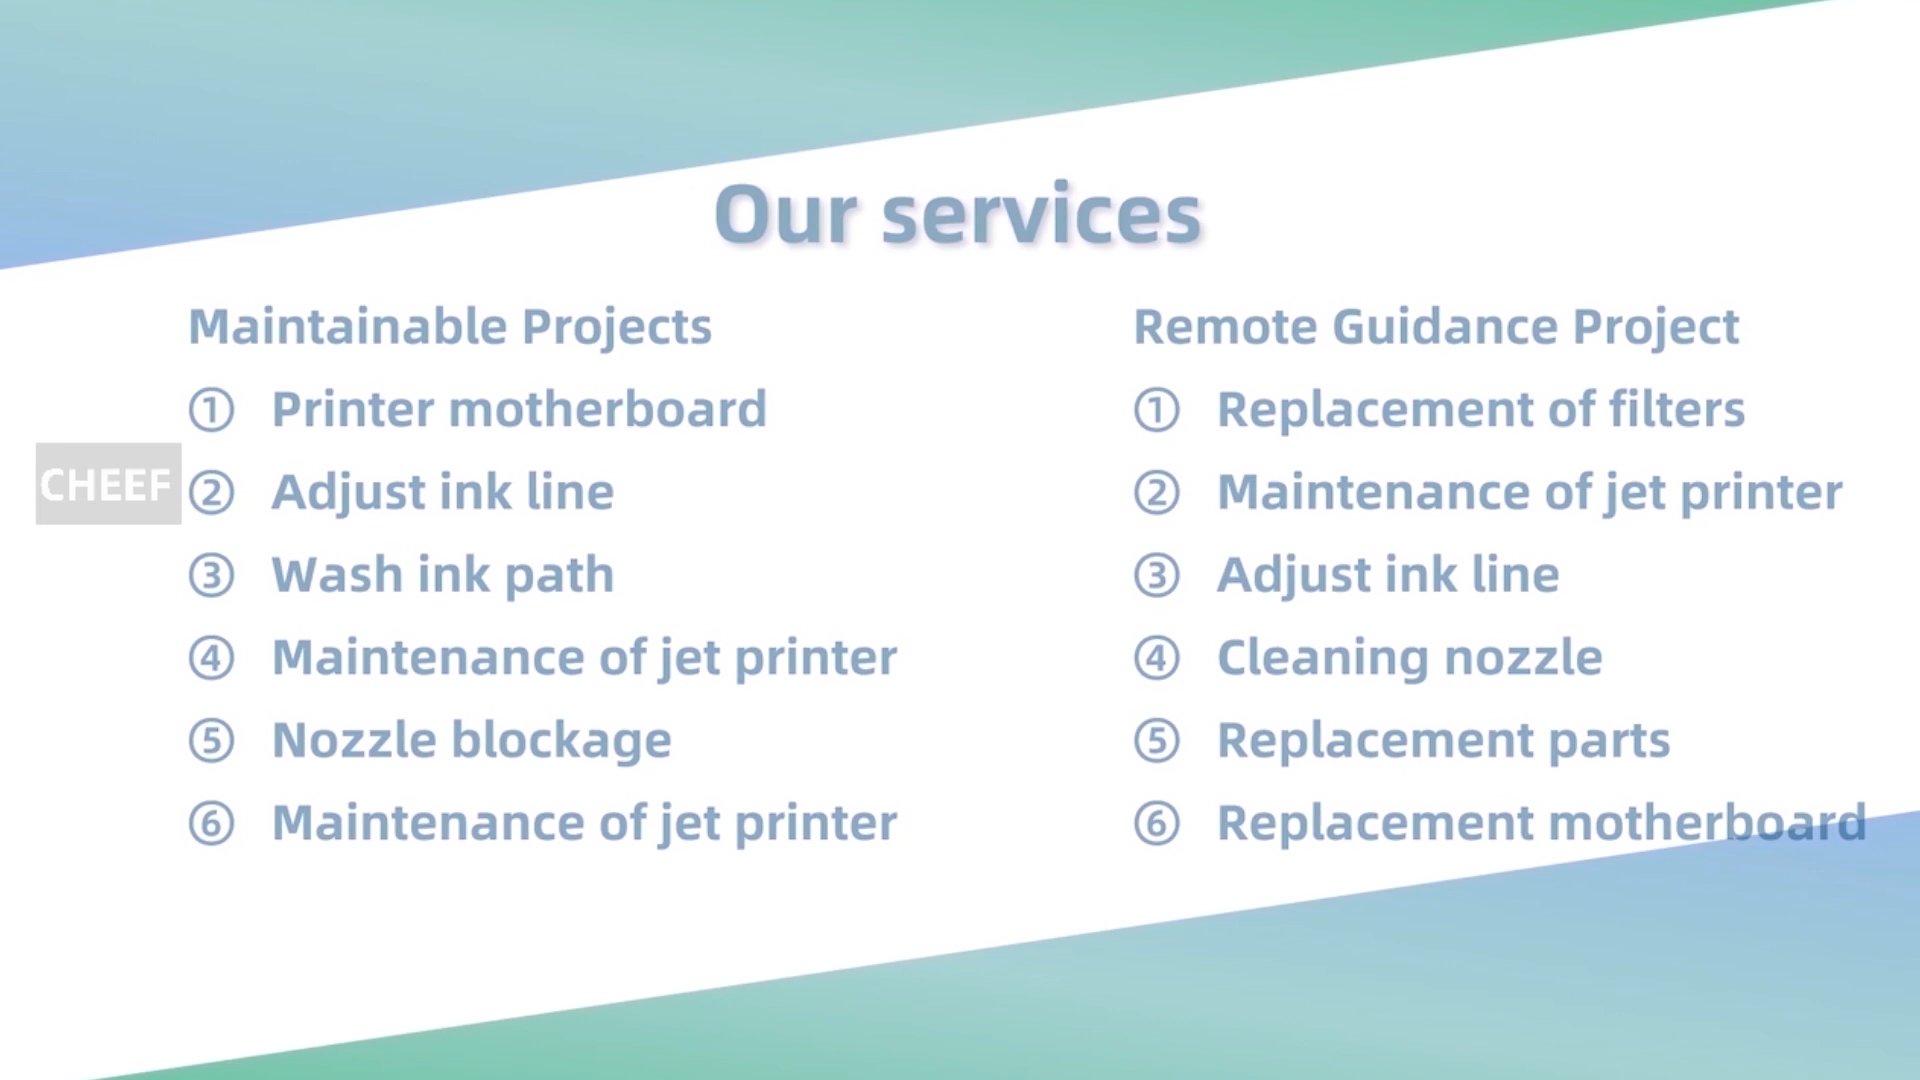 Our services
Maintainable Projects
① Printer motherboard
② Adjust ink line
③ Wash ink path
④ Maintenance of jet printer
⑤ Nozzle blockage
⑥ Maintenance of jet printer
Remote Guidance Project
① Replacement of filters
② Maintenance of jet printer
③ Adjust ink line
④ Cleaning nozzle
⑤ Replacement parts
⑥ Replacement motherboard
CHEEF